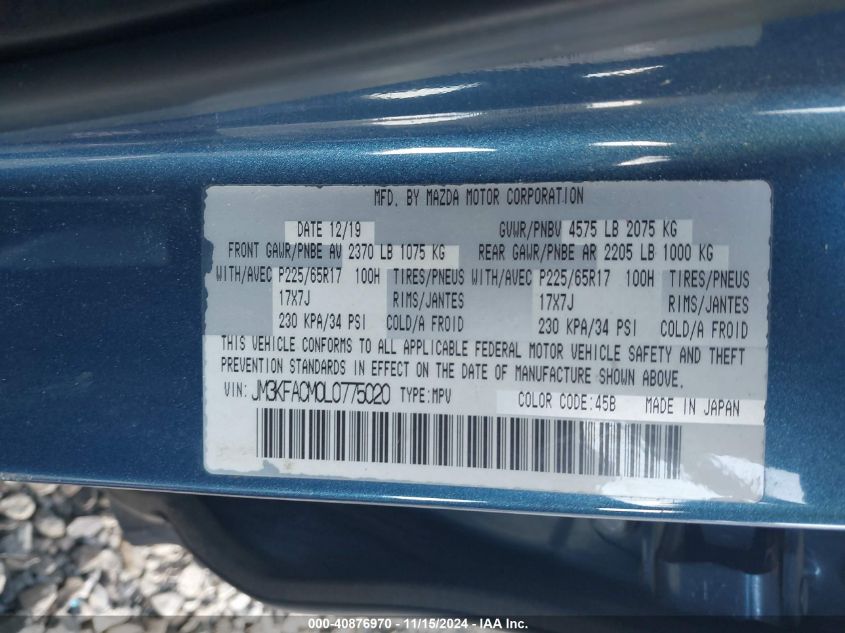 MFD. BY MAZDA MOTOR CORPORATION
DATE 12/19 GVWR/PNBV 4575 LB 2075 KG
FRONT GAWR/PNBE AV 2370 LB 1075 KG REAR GAWR/PNBE AR 2205 LB 1000 KG
WITH/AVEC P225/65R17 100H TIRES/PNEUS WITH/AVEC P225/65R17 100H TIRES/PNEUS
17X7J RIMS/JANTES 17X7J RIMS/JANTES
230 KPA/34 PSI COLD/A FROID 230 KPA/34 PSI COLD/A FROID
THIS VEHICLE CONFORMS TO ALL APPLICABLE FEDERAL MOTOR VEHICLE SAFETY AND THEFT
PREVENTION STANDARDS IN EFFECT ON THE DATE OF MANUFACTURE SHOWN ABOVE.
VIN: JM3KFACM0L0775020 TYPE:MPV COLOR CODE:45B MADE IN JAPAN
000-40876970 - 11/15/2024 - IAA Inc.